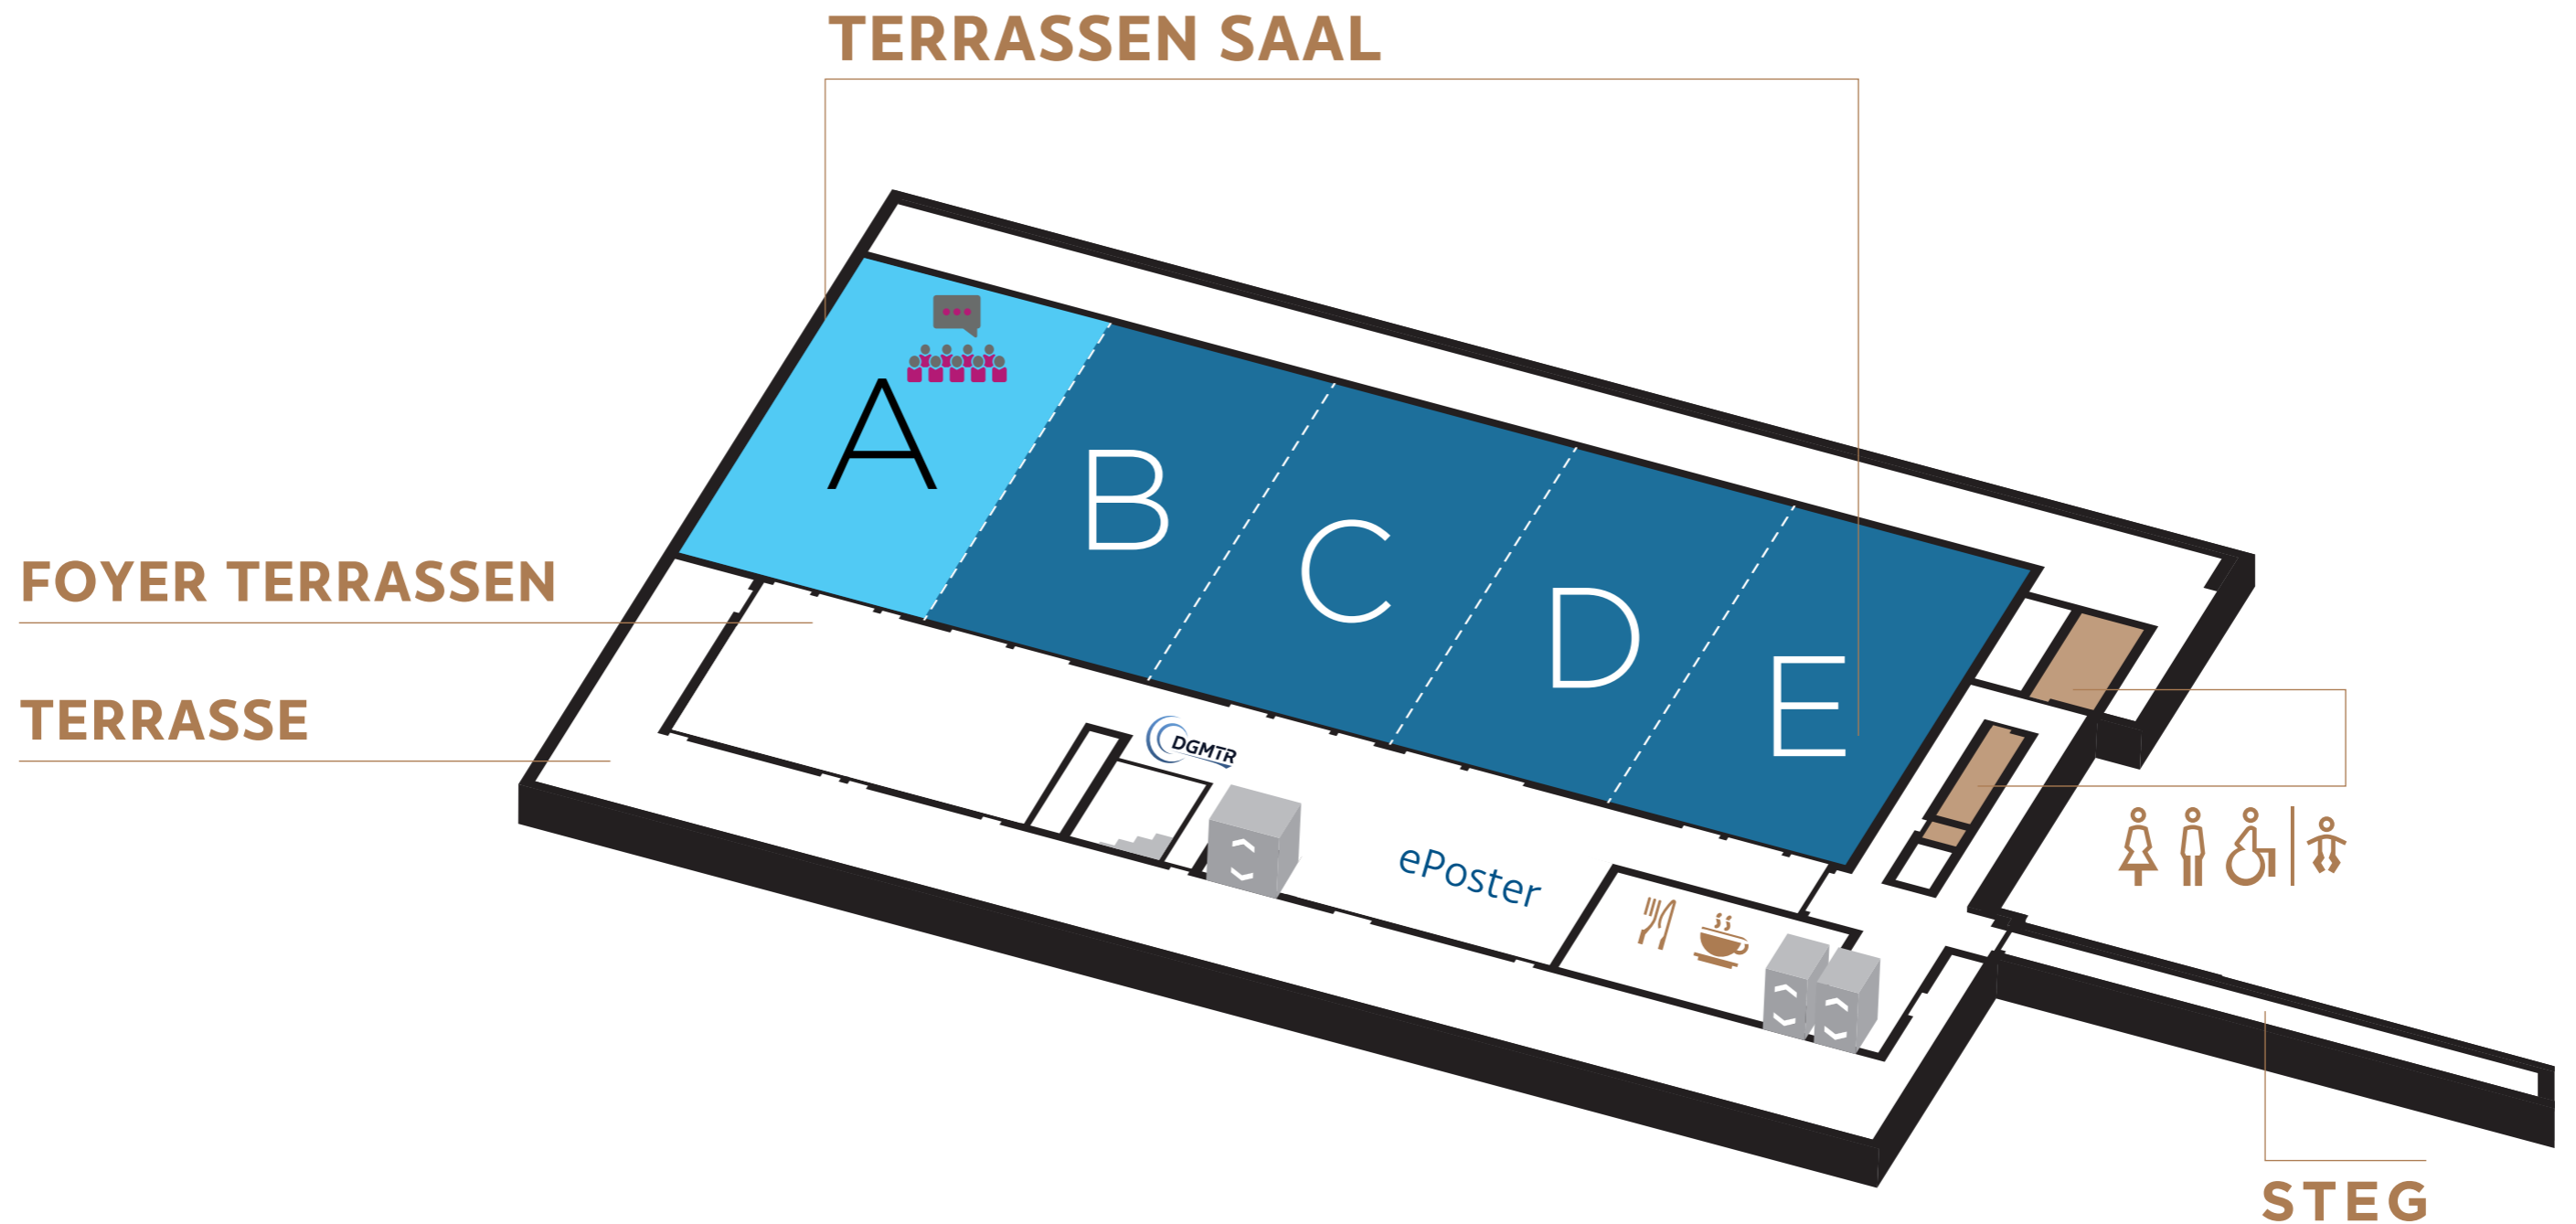 TERRASSEN SAAL
A
B
C
D
E
FOYER TERRASSEN
TERRASSE
DGMTR
ePoster
STEG